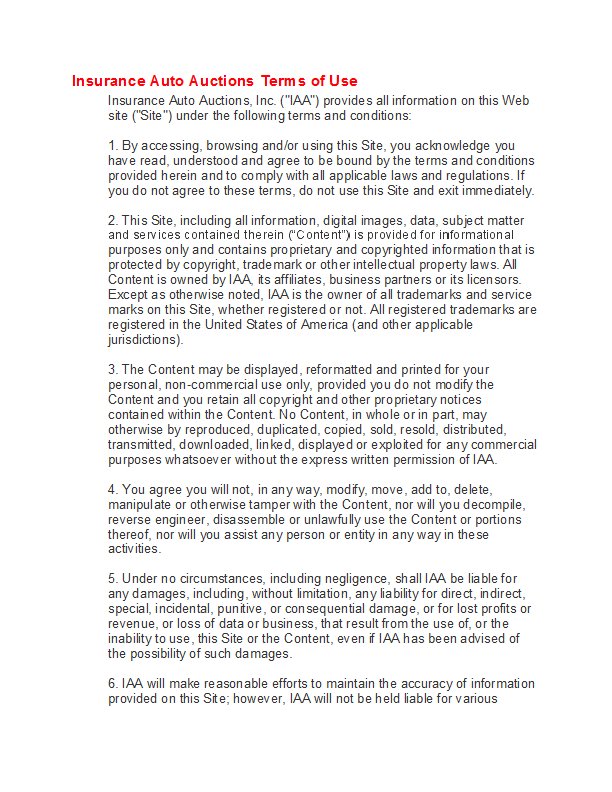 Insurance Auto Auctions Terms of Use
Insurance Auto Auctions, Inc. ("IAA") provides all information on this Web
site ("Site") under the following terms and conditions:
1. By accessing, browsing and/or using this Site, you acknowledge you
have read, understood and agree to be bound by the terms and conditions
provided herein and to comply with all applicable laws and regulations. If
you do not agree to these terms, do not use this Site and exit immediately.
2. This Site, including all information, digital images, data, subject matter
and services contained therein (“Content”) is provided for informational
purposes only and contains proprietary and copyrighted information that is
protected by copyright, trademark or other intellectual property laws. All
Content is owned by IAA, its affiliates, business partners or its licensors.
Except as otherwise noted, IAA is the owner of all trademarks and service
marks on this Site, whether registered or not. All registered trademarks are
registered in the United States of America (and other applicable
jurisdictions).
3. The Content may be displayed, reformatted and printed for your
personal, non-commercial use only, provided you do not modify the
Content and you retain all copyright and other proprietary notices
contained within the Content. No Content, in whole or in part, may
otherwise by reproduced, duplicated, copied, sold, resold, distributed,
transmitted, downloaded, linked, displayed or exploited for any commercial
purposes whatsoever without the express written permission of IAA.
4. You agree you will not, in any way, modify, move, add to, delete,
manipulate or otherwise tamper with the Content, nor will you decompile,
reverse engineer, disassemble or unlawfully use the Content or portions
thereof, nor will you assist any person or entity in any way in these
activities.
5. Under no circumstances, including negligence, shall IAA be liable for
any damages, including, without limitation, any liability for direct, indirect,
special, incidental, punitive, or consequential damage, or for lost profits or
revenue, or loss of data or business, that result from the use of, or the
inability to use, this Site or the Content, even if IAA has been advised of
the possibility of such damages.
6. IAA will make reasonable efforts to maintain the accuracy of information
provided on this Site; however, IAA will not be held liable for various